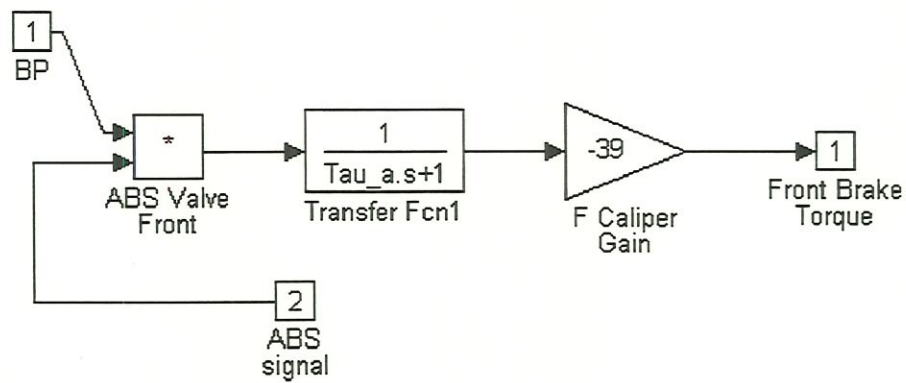 1
BP
*
ABS Valve
Front
1
Tau_a.s+1
Transfer Fcn1
-39
F Caliper
Gain
1
Front Brake
Torque
2
ABS
signal